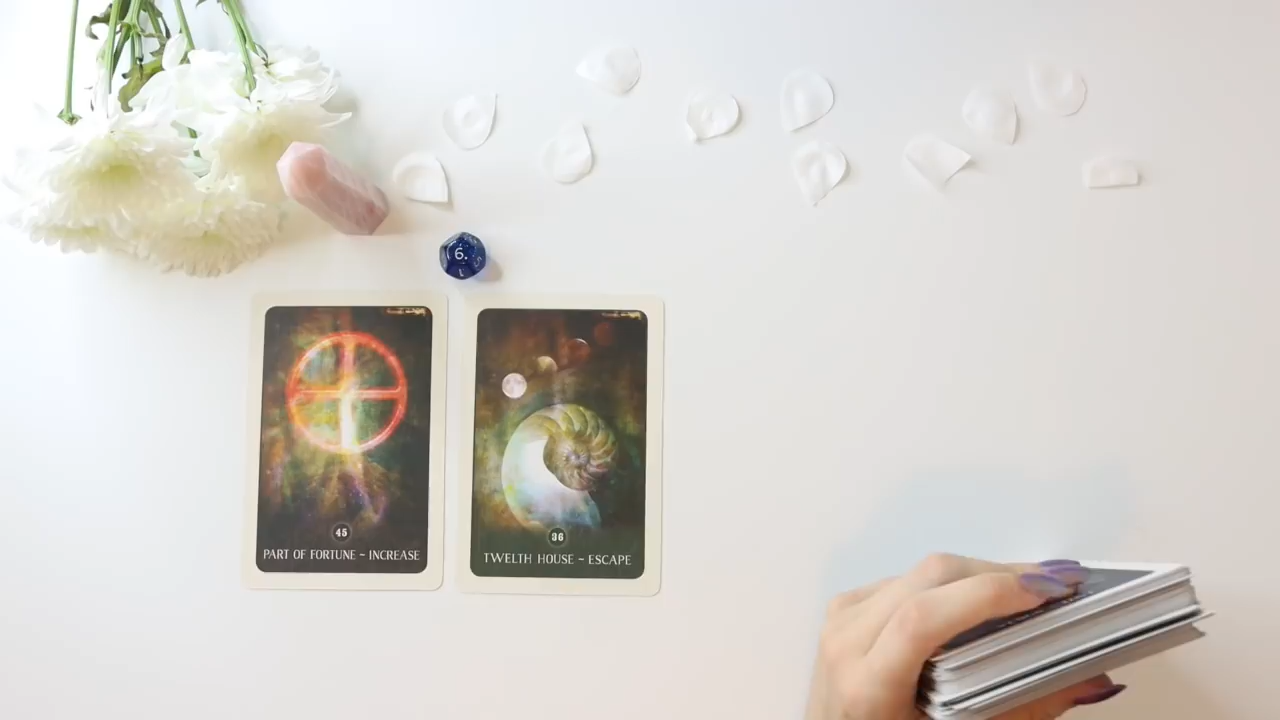 6.
45
PART OF FORTUNE ~ INCREASE
36
TWELTH HOUSE ~ ESCAPE